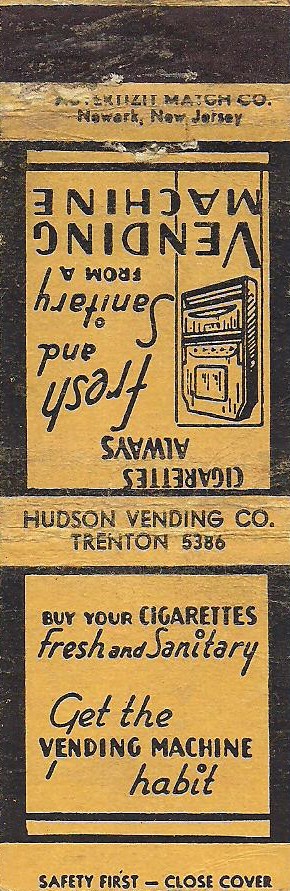 ADVERTIZIT MATCH CO.
Newark, New Jersey
CIGARETTES
ALWAYS
fresh
and
Sanitary
FROM A
VENDING
MACHINE
HUDSON VENDING CO.
TRENTON 5386
BUY YOUR CIGARETTES
fresh and Sanitary
Get the
VENDING MACHINE
habit
SAFETY FIRST — CLOSE COVER